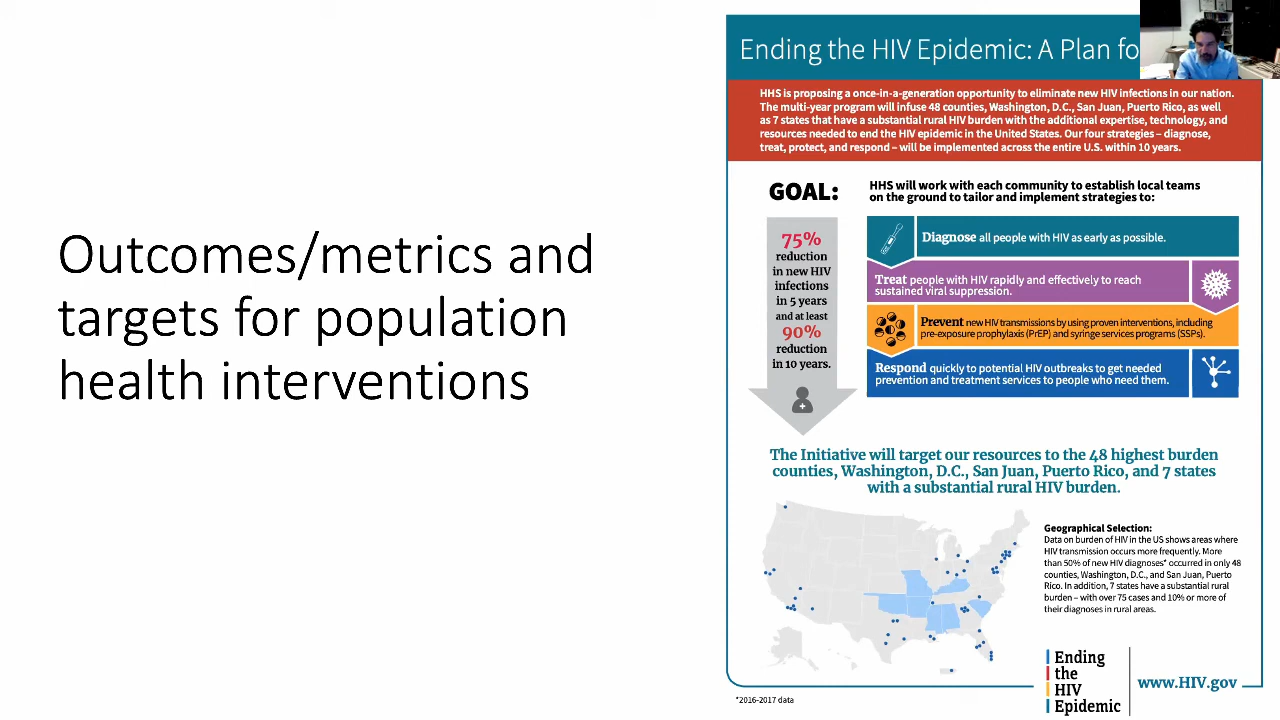 Outcomes/metrics and
targets for population
health interventions
Ending the HIV Epidemic: A Plan fo
HHS is proposing a once-in-a-generation opportunity to eliminate new HIV infections in our nation.
The multi-year program will infuse 48 counties, Washington, D.C., San Juan, Puerto Rico, as well
as 7 states that have a substantial rural HIV burden with the additional expertise, technology, and
resources needed to end the HIV epidemic in the United States. Our four strategies – diagnose,
treat, protect, and respond – will be implemented across the entire U.S. within 10 years.
GOAL:
75%
reduction
in new HIV
infections
in 5 years
and at least
90%
reduction
in 10 years.
HHS will work with each community to establish local teams
on the ground to tailor and implement strategies to:
Diagnose all people with HIV as early as possible.
Treat people with HIV rapidly and effectively to reach
sustained viral suppression.
Prevent new HIV transmissions by using proven interventions, including
pre-exposure prophylaxis (PrEP) and syringe services programs (SSPs).
Respond quickly to potential HIV outbreaks to get needed
prevention and treatment services to people who need them.
The Initiative will target our resources to the 48 highest burden
counties, Washington, D.C., San Juan, Puerto Rico, and 7 states
with a substantial rural HIV burden.
Geographical Selection:
Data on burden of HIV in the US shows areas where
HIV transmission occurs more frequently. More
than 50% of new HIV diagnoses* occurred in only 48
counties, Washington, D.C., and San Juan, Puerto
Rico. In addition, 7 states have a substantial rural
burden – with over 75 cases and 10% or more of
their diagnoses in rural areas.
Ending
the
HIV
Epidemic
www.HIV.gov
*2016-2017 data